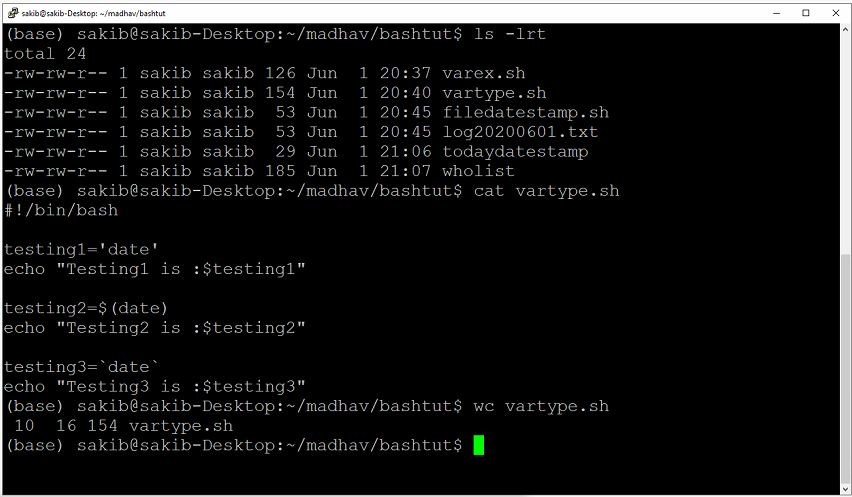 sakib@sakib-Desktop: ~/madhav/bashtut
(base) sakib@sakib-Desktop:~/madhav/bashtut$ ls -lrt
total 24
-rw-rw-r-- 1 sakib sakib 126 Jun  1 20:37 varex.sh
-rw-rw-r-- 1 sakib sakib 154 Jun  1 20:40 vartype.sh
-rw-rw-r-- 1 sakib sakib  53 Jun  1 20:45 filedatestamp.sh
-rw-rw-r-- 1 sakib sakib  53 Jun  1 20:45 log20200601.txt
-rw-rw-r-- 1 sakib sakib  29 Jun  1 21:06 todaydatestamp
-rw-rw-r-- 1 sakib sakib 185 Jun  1 21:07 wholist
(base) sakib@sakib-Desktop:~/madhav/bashtut$ cat vartype.sh
#!/bin/bash

testing1='date'
echo "Testing1 is :$testing1"

testing2=$(date)
echo "Testing2 is :$testing2"

testing3=`date`
echo "Testing3 is :$testing3"
(base) sakib@sakib-Desktop:~/madhav/bashtut$ wc vartype.sh
 10  16 154 vartype.sh
(base) sakib@sakib-Desktop:~/madhav/bashtut$